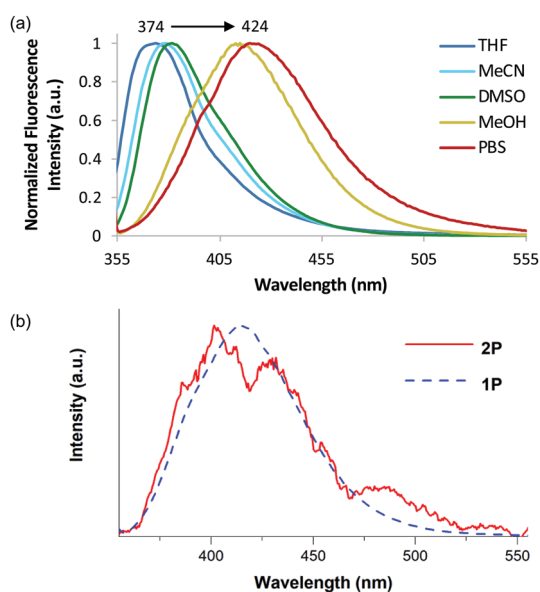 (a)
374 → 424
Normalized Fluorescence
Intensity (a.u.)
1
0.8
0.6
0.4
0.2
0
THF
MeCN
DMSO
MeOH
PBS
355 405 455 505 555
Wavelength (nm)
(b)
Intensity (a.u.)
2P
1P
400 450 500 550
Wavelength (nm)